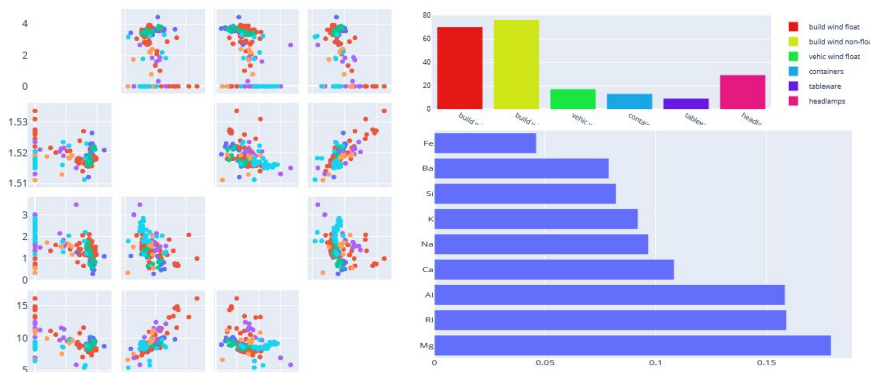 4
2
0
1.53
1.52
1.51
3
2
1
0
15
10
5
80
60
40
20
0
build wind float
build wind non-floa
vehic wind float
containers
tableware
headlamps
Fe
Ba
Si
K
Na
Ca
Al
RI
Mg
0
0.05
0.1
0.15